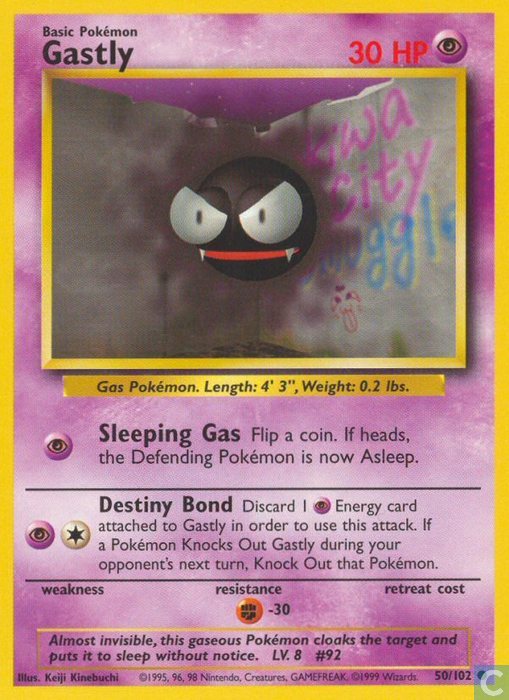 Basic Pokémon
Gastly
30 HP
city
Gas Pokémon. Length: 4' 3", Weight: 0.2 lbs.
Sleeping Gas Flip a coin. If heads,
the Defending Pokémon is now Asleep.
Destiny Bond Discard 1 Energy card
attached to Gastly in order to use this attack. If
a Pokémon Knocks Out Gastly during your
opponent's next turn, Knock Out that Pokémon.
weakness resistance retreat cost
-30
Almost invisible, this gaseous Pokémon cloaks the target and
puts it to sleep without notice. LV. 8 #92
Illus. Keiji Kinebuchi ©1995, 96, 98 Nintendo, Creatures, GAMEFREAK. ©1999 Wizards. 50/102
C